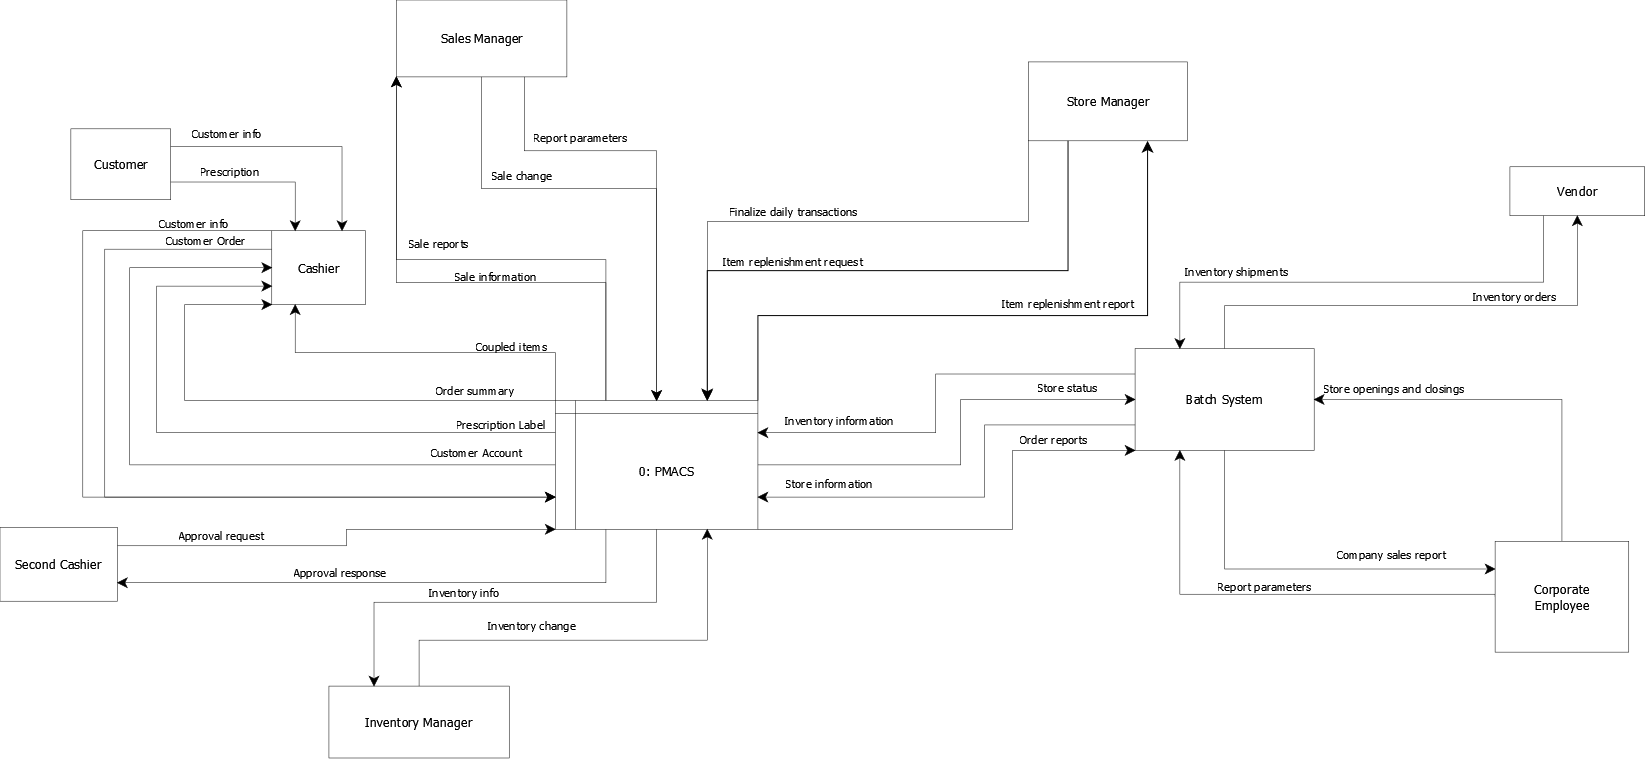 Sales Manager
Store Manager
Customer info
Report parameters
Customer
Prescription
Sale change
Vendor
Finalize daily transactions
Customer info
Customer Order
Sale reports
Cashier
Item replenishment request
Sale information
Inventory shipments
Inventory orders
Item replenishment report
Coupled items
Order summary
Store status
Store openings and closings
Batch System
Prescription Label
Inventory information
Customer Account
Order reports
0: PMACS
Store information
Approval request
Second Cashier
Approval response
Company sales report
Inventory info
Report parameters
Corporate
Employee
Inventory change
Inventory Manager